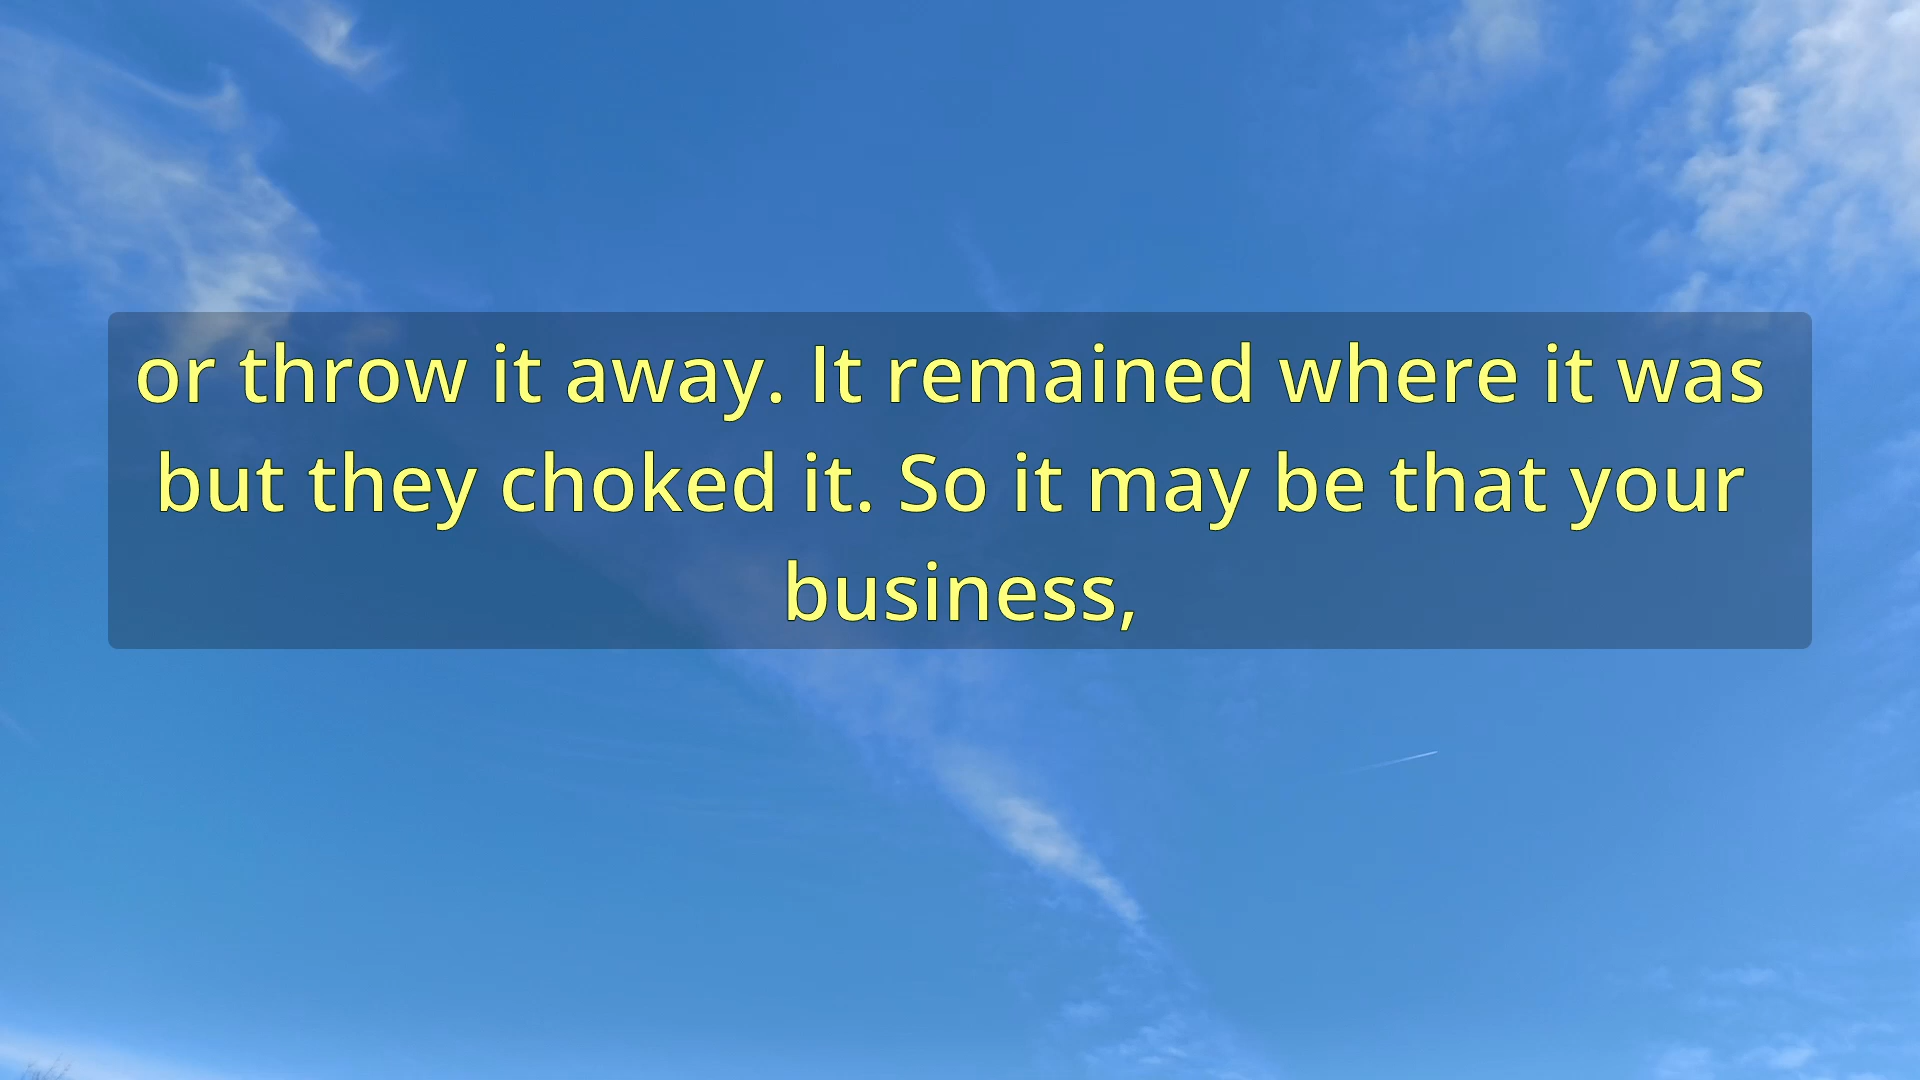 or throw it away. It remained where it was
but they choked it. So it may be that your
business,